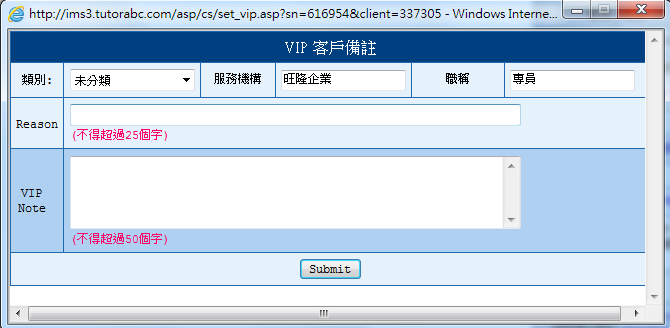 http://ims3.tutorabc.com/asp/cs/set_vip.asp?sn=616954&client=337305 - Windows Interne...
VIP 客戶備註
類別: 未分類 服務機構 旺隆企業 職稱 專員
Reason
(不得超過25個字)
VIP
Note
(不得超過50個字)
Submit